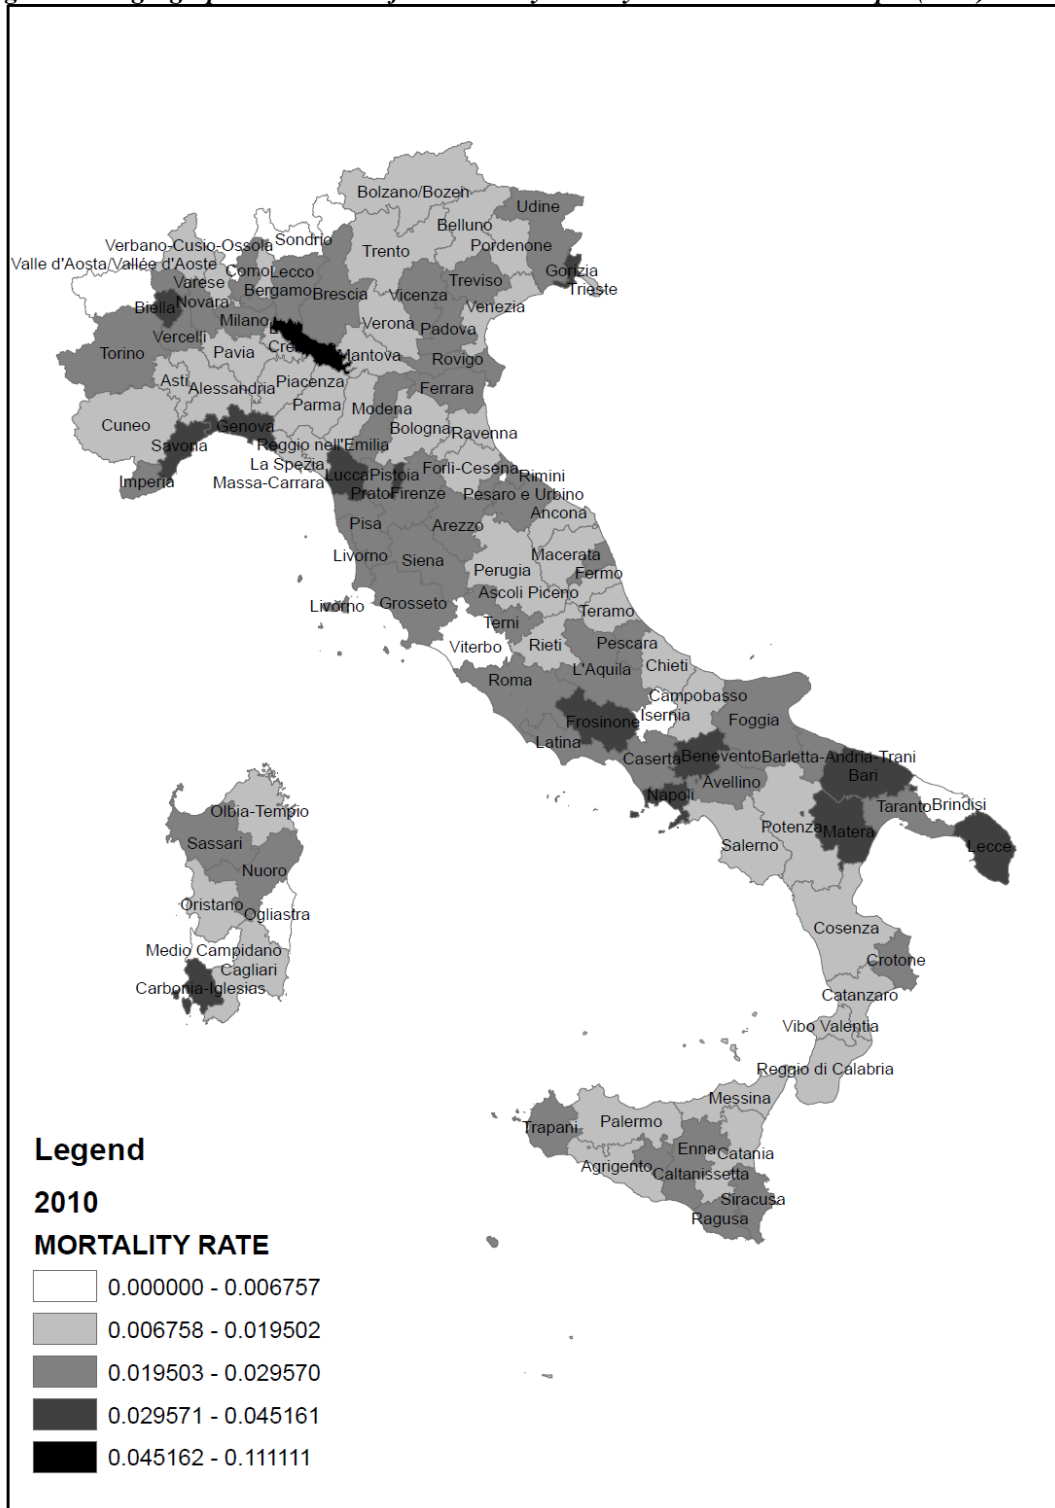 Bolzano/Bozen
Udine
Belluno
Pordenone
Sondrio
Verbano-Cusio-Ossola
Trento
Valle d'Aosta/Vallée d'Aoste
Como
Lecco
Gorizia
Varese
Treviso
Trieste
Bergamo
Brescia
Vicenza
Biella
Novara
Venezia
Milano
Verona
Padova
Vercelli
Cre
Torino
Pavia
Mantova
Rovigo
Asti
Alessandria
Piacenza
Ferrara
Parma
Modena
Cuneo
Genova
Bologna
Ravenna
Savona
Reggio nell'Emilia
La Spezia
Forlì-Cesena
Imperia
Massa-Carrara
Lucca
Pistoia
Rimini
Prato
Firenze
Pesaro e Urbino
Ancona
Pisa
Arezzo
Livorno
Siena
Macerata
Perugia
Fermo
Livorno
Grosseto
Ascoli Piceno
Teramo
Terni
Viterbo
Rieti
Pescara
Roma
L'Aquila
Chieti
Campobasso
Frosinone
Isernia
Foggia
Latina
Caserta
Benevento
Barletta-Andria-Trani
Bari
Napoli
Avellino
Olbia-Tempio
Taranto
Brindisi
Potenza
Matera
Sassari
Salerno
Lecce
Nuoro
Oristano
Ogliastra
Cosenza
Medio Campidano
Cagliari
Crotone
Carbonia-Iglesias
Catanzaro
Vibo Valentia
Reggio di Calabria
Messina
Trapani
Palermo
Enna
Catania
Agrigento
Caltanissetta
Siracusa
Ragusa
Legend
2010
MORTALITY RATE
0.000000 - 0.006757
0.006758 - 0.019502
0.019503 - 0.029570
0.029571 - 0.045161
0.045162 - 0.111111